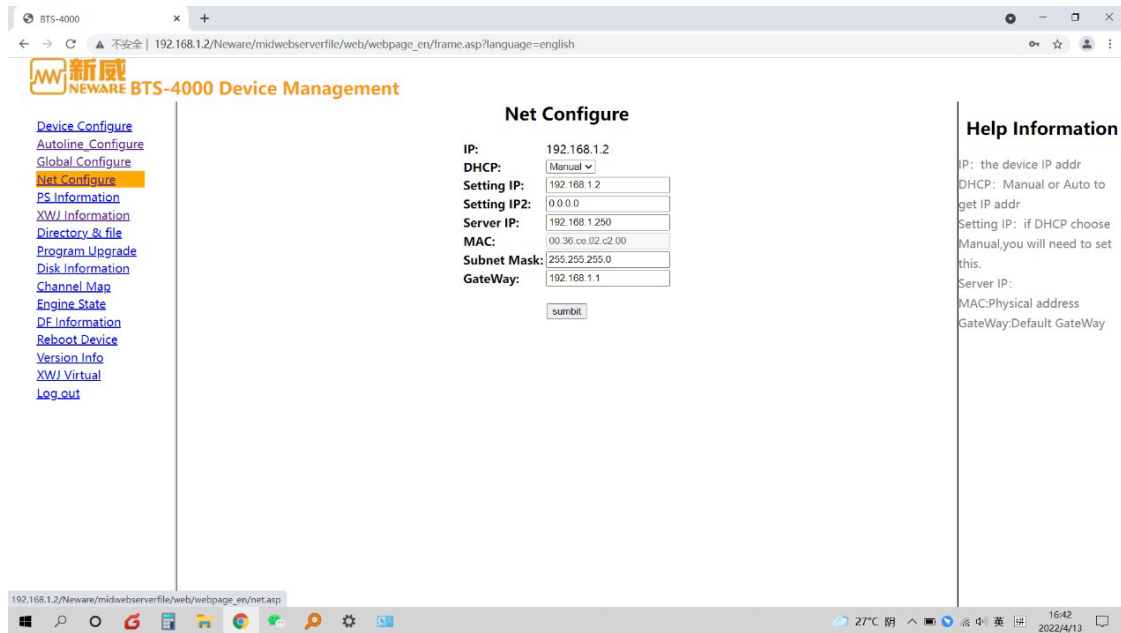 BTS-4000
不安全 | 192.168.1.2/Neware/midwebserverfile/web/webpage_en/frame.asp?language=english
新威
NEWARE BTS-4000 Device Management
Device Configure
Autoline_Configure
Global Configure
Net Configure
PS Information
XWJ Information
Directory & file
Program Upgrade
Disk Information
Channel Map
Engine State
DF Information
Reboot Device
Version Info
XWJ Virtual
Log out
Net Configure
IP: 192.168.1.2
DHCP: Manual
Setting IP: 192.168.1.2
Setting IP2: 0.0.0.0
Server IP: 192.168.1.250
MAC: 00.36.ce.02.c2.00
Subnet Mask: 255.255.255.0
GateWay: 192.168.1.1
sumbit
Help Information
IP: the device IP addr
DHCP: Manual or Auto to
get IP addr
Setting IP: if DHCP choose
Manual,you will need to set
this.
Server IP:
MAC:Physical address
GateWay:Default GateWay
192.168.1.2/Neware/midwebserverfile/web/webpage_en/net.asp
27°C 阴
英
拼
16:42
2022/4/13